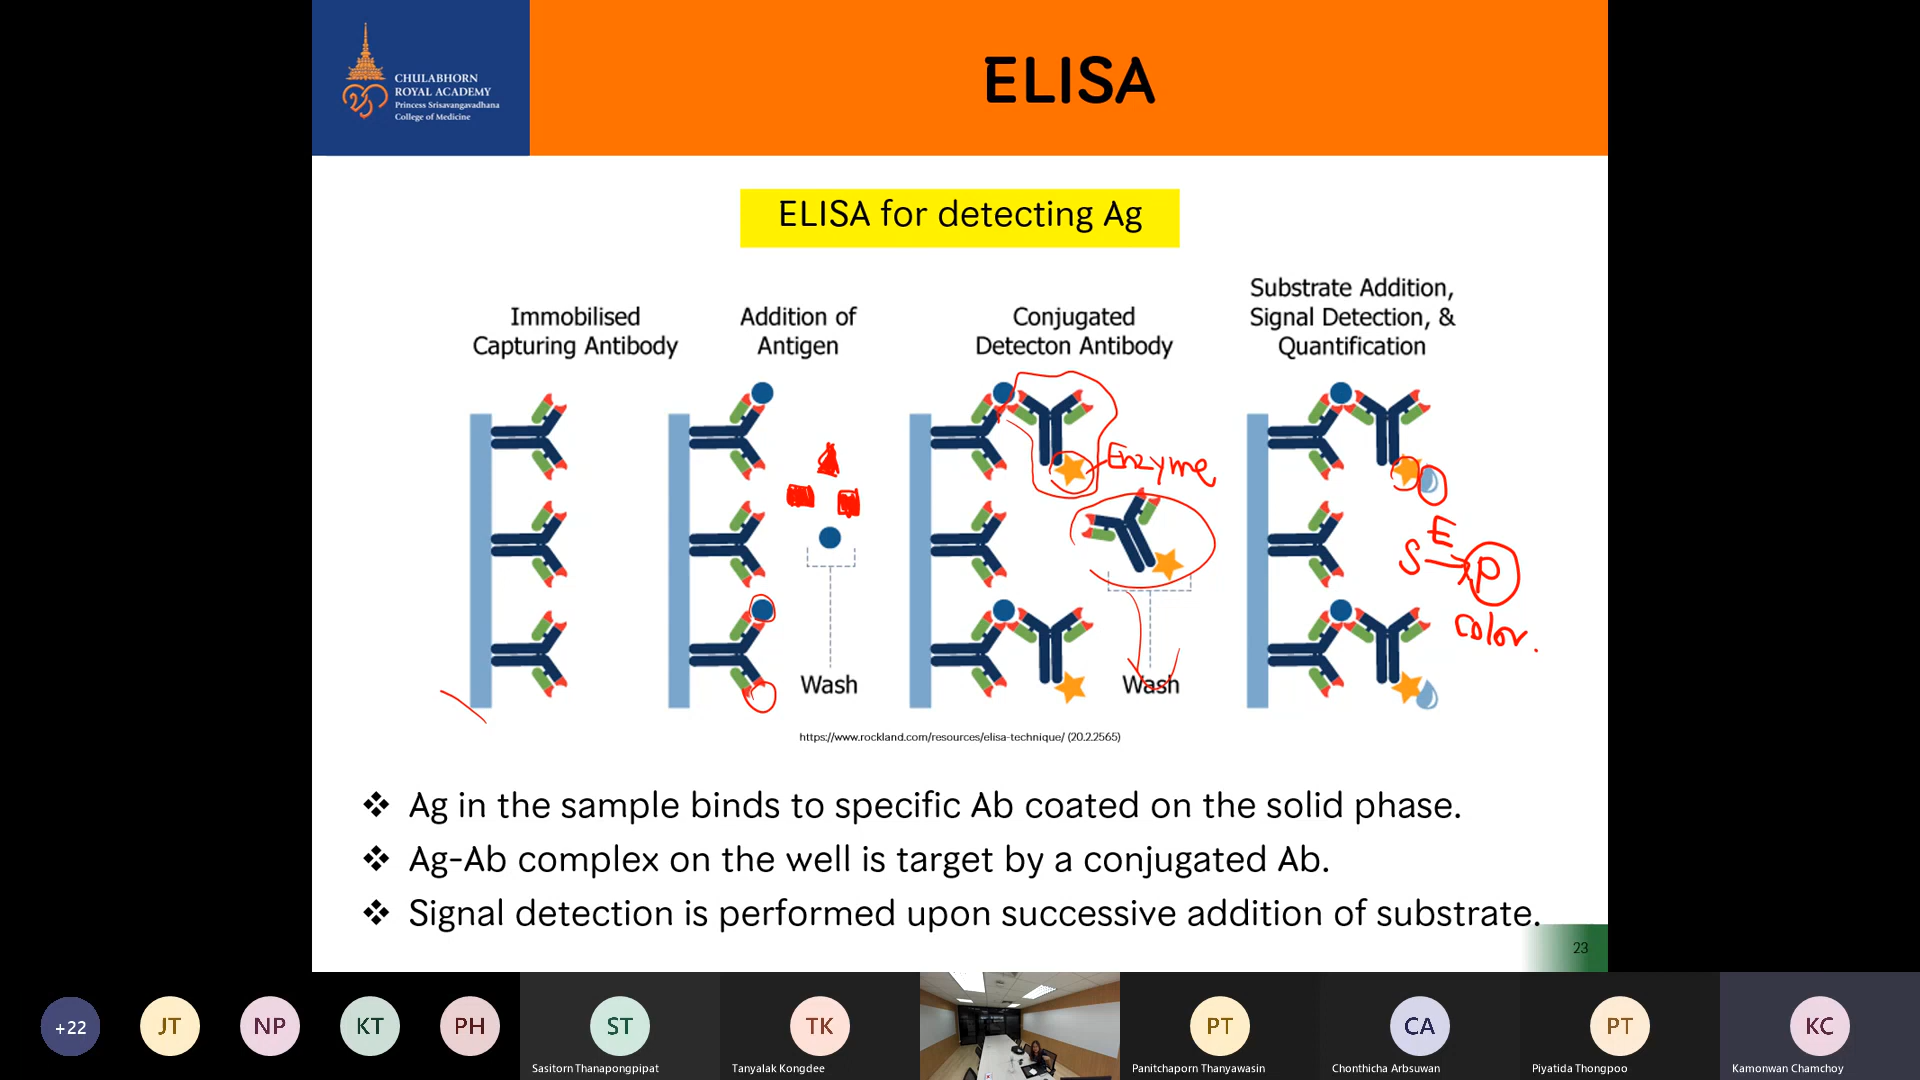 CHULABHORN
ROYAL ACADEMY
Princess Srisavangavadhana
College of Medicine
ELISA
ELISA for detecting Ag
Immobilised
Capturing Antibody
Addition of
Antigen
Conjugated
Detecton Antibody
Substrate Addition,
Signal Detection, &
Quantification
Enzyme
E
S → P
color.
Wash
Wash
https://www.rockland.com/resources/elisa-technique/ (20.2.2565)
❖ Ag in the sample binds to specific Ab coated on the solid phase.
❖ Ag-Ab complex on the well is target by a conjugated Ab.
❖ Signal detection is performed upon successive addition of substrate.
23
+22
JT
NP
KT
PH
ST
Sasitorn Thanapongpipat
TK
Tanyalak Kongdee
PT
Panitchaporn Thanyawasin
CA
Chonthicha Arbsuwan
PT
Piyatida Thongpoo
KC
Kamonwan Chamchoy